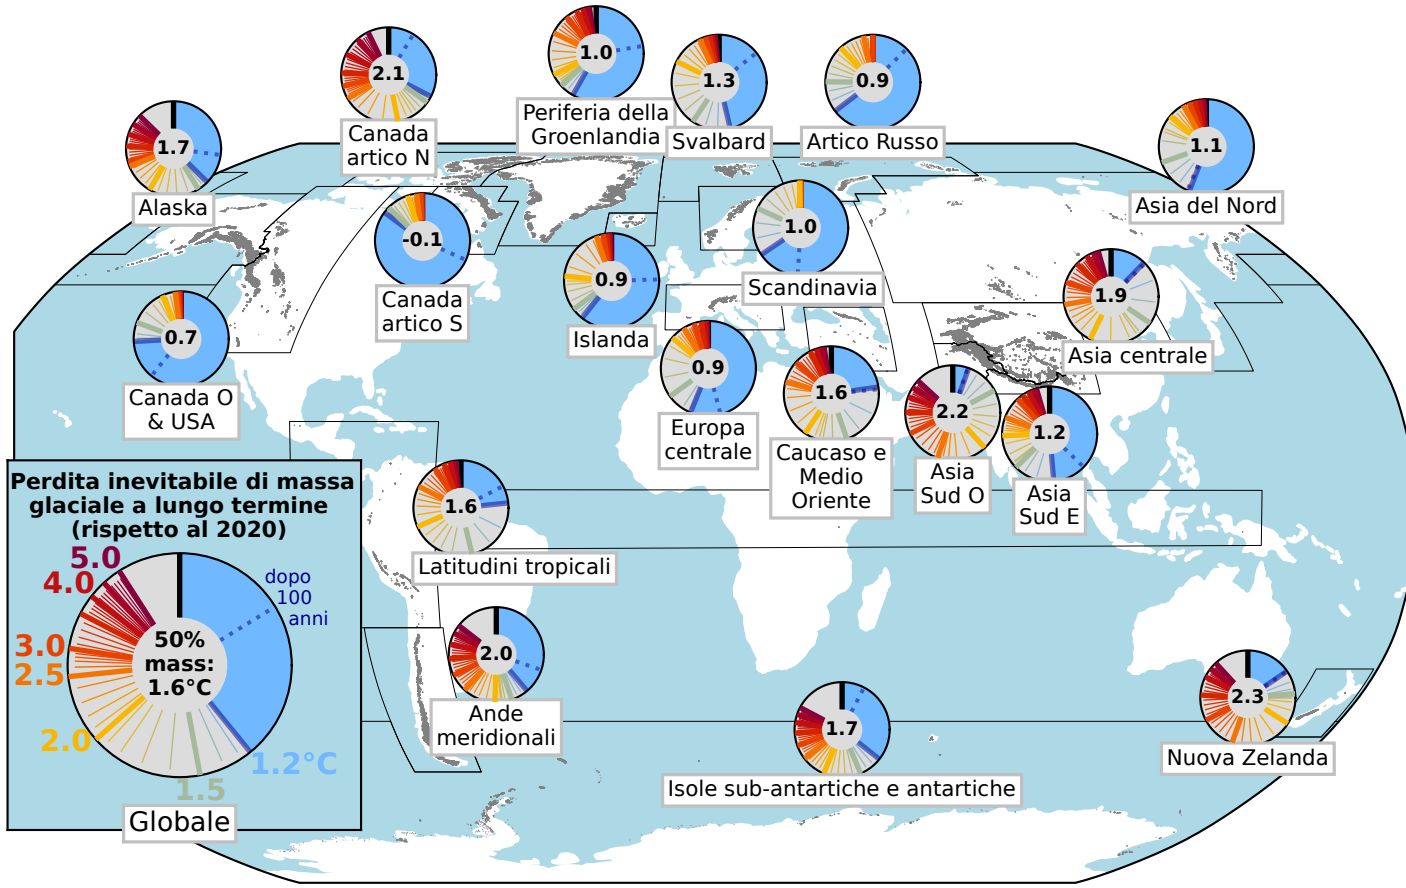 2.1
Canada
artico N
1.0
Periferia della
Groenlandia
1.3
Svalbard
0.9
Artico Russo
1.1
Asia del Nord
1.7
Alaska
-0.1
Canada
artico S
0.9
Islanda
1.0
Scandinavia
1.9
Asia centrale
0.7
Canada O
& USA
0.9
Europa
centrale
1.6
Caucaso e
Medio
Oriente
2.2
Asia
Sud O
1.2
Asia
Sud E
1.6
Latitudini tropicali
2.0
Ande
meridionali
1.7
Isole sub-antartiche e antartiche
2.3
Nuova Zelanda
Perdita inevitabile di massa
glaciale a lungo termine
(rispetto al 2020)
5.0
4.0
3.0
2.5
2.0
1.5
1.2°C
dopo
100
anni
50%
mass:
1.6°C
Globale